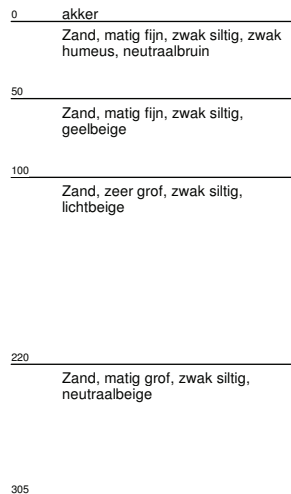 0 akker
Zand, matig fijn, zwak siltig, zwak
humeus, neutraalbruin
50
Zand, matig fijn, zwak siltig,
geelbeige
100
Zand, zeer grof, zwak siltig,
lichtbeige
220
Zand, matig grof, zwak siltig,
neutraalbeige
305